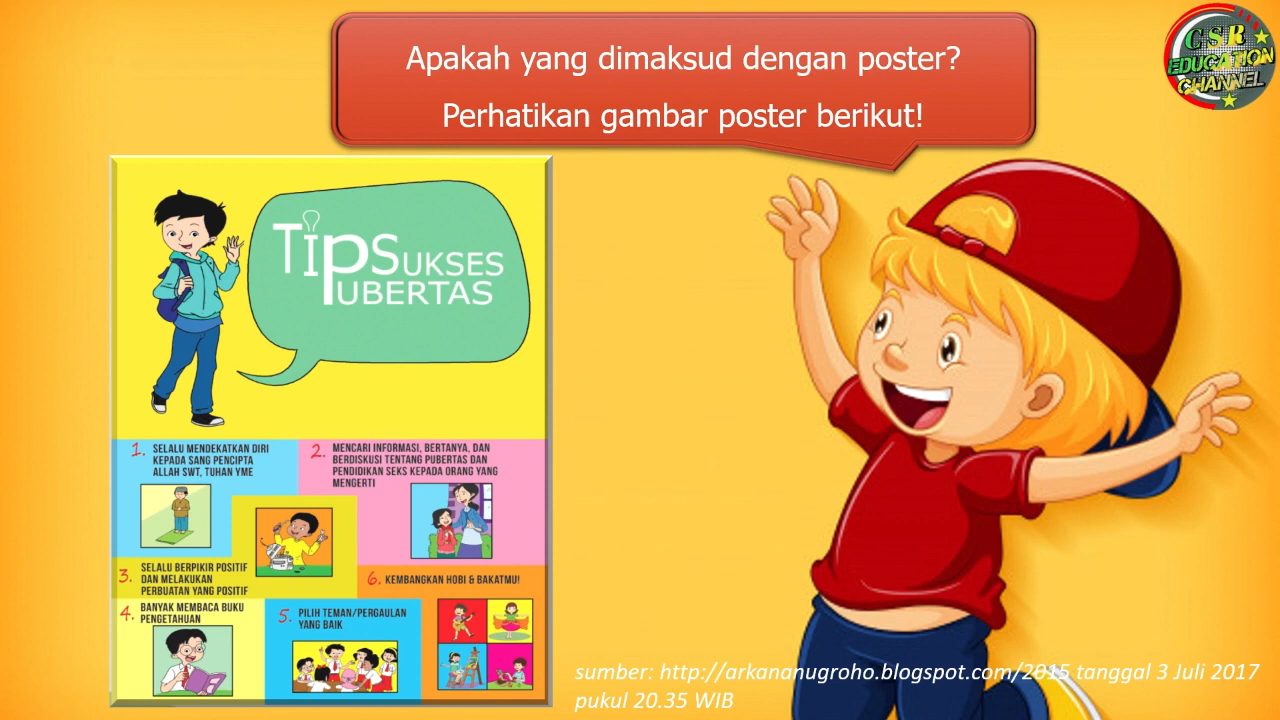 Apakah yang dimaksud dengan poster?
Perhatikan gambar poster berikut!
CSR
EDUCATION
CHANNEL
TipSUKSES
PUBERTAS
1. SELALU MENDEKATKAN DIRI
KEPADA SANG PENCIPTA
ALLAH SWT, TUHAN YME
2. MENCARI INFORMASI, BERTANYA, DAN
BERDISKUSI TENTANG PUBERTAS DAN
PENDIDIKAN SEKS KEPADA ORANG YANG
MENGERTI
3. SELALU BERPIKIR POSITIF
DAN MELAKUKAN
PERBUATAN YANG POSITIF
6. KEMBANGKAN HOBI & BAKATMU!
4. BANYAK MEMBACA BUKU
PENGETAHUAN
5. PILIH TEMAN/PERGAULAN
YANG BAIK
sumber: http://arkananugroho.blogspot.com/2015 tanggal 3 Juli 2017
pukul 20.35 WIB